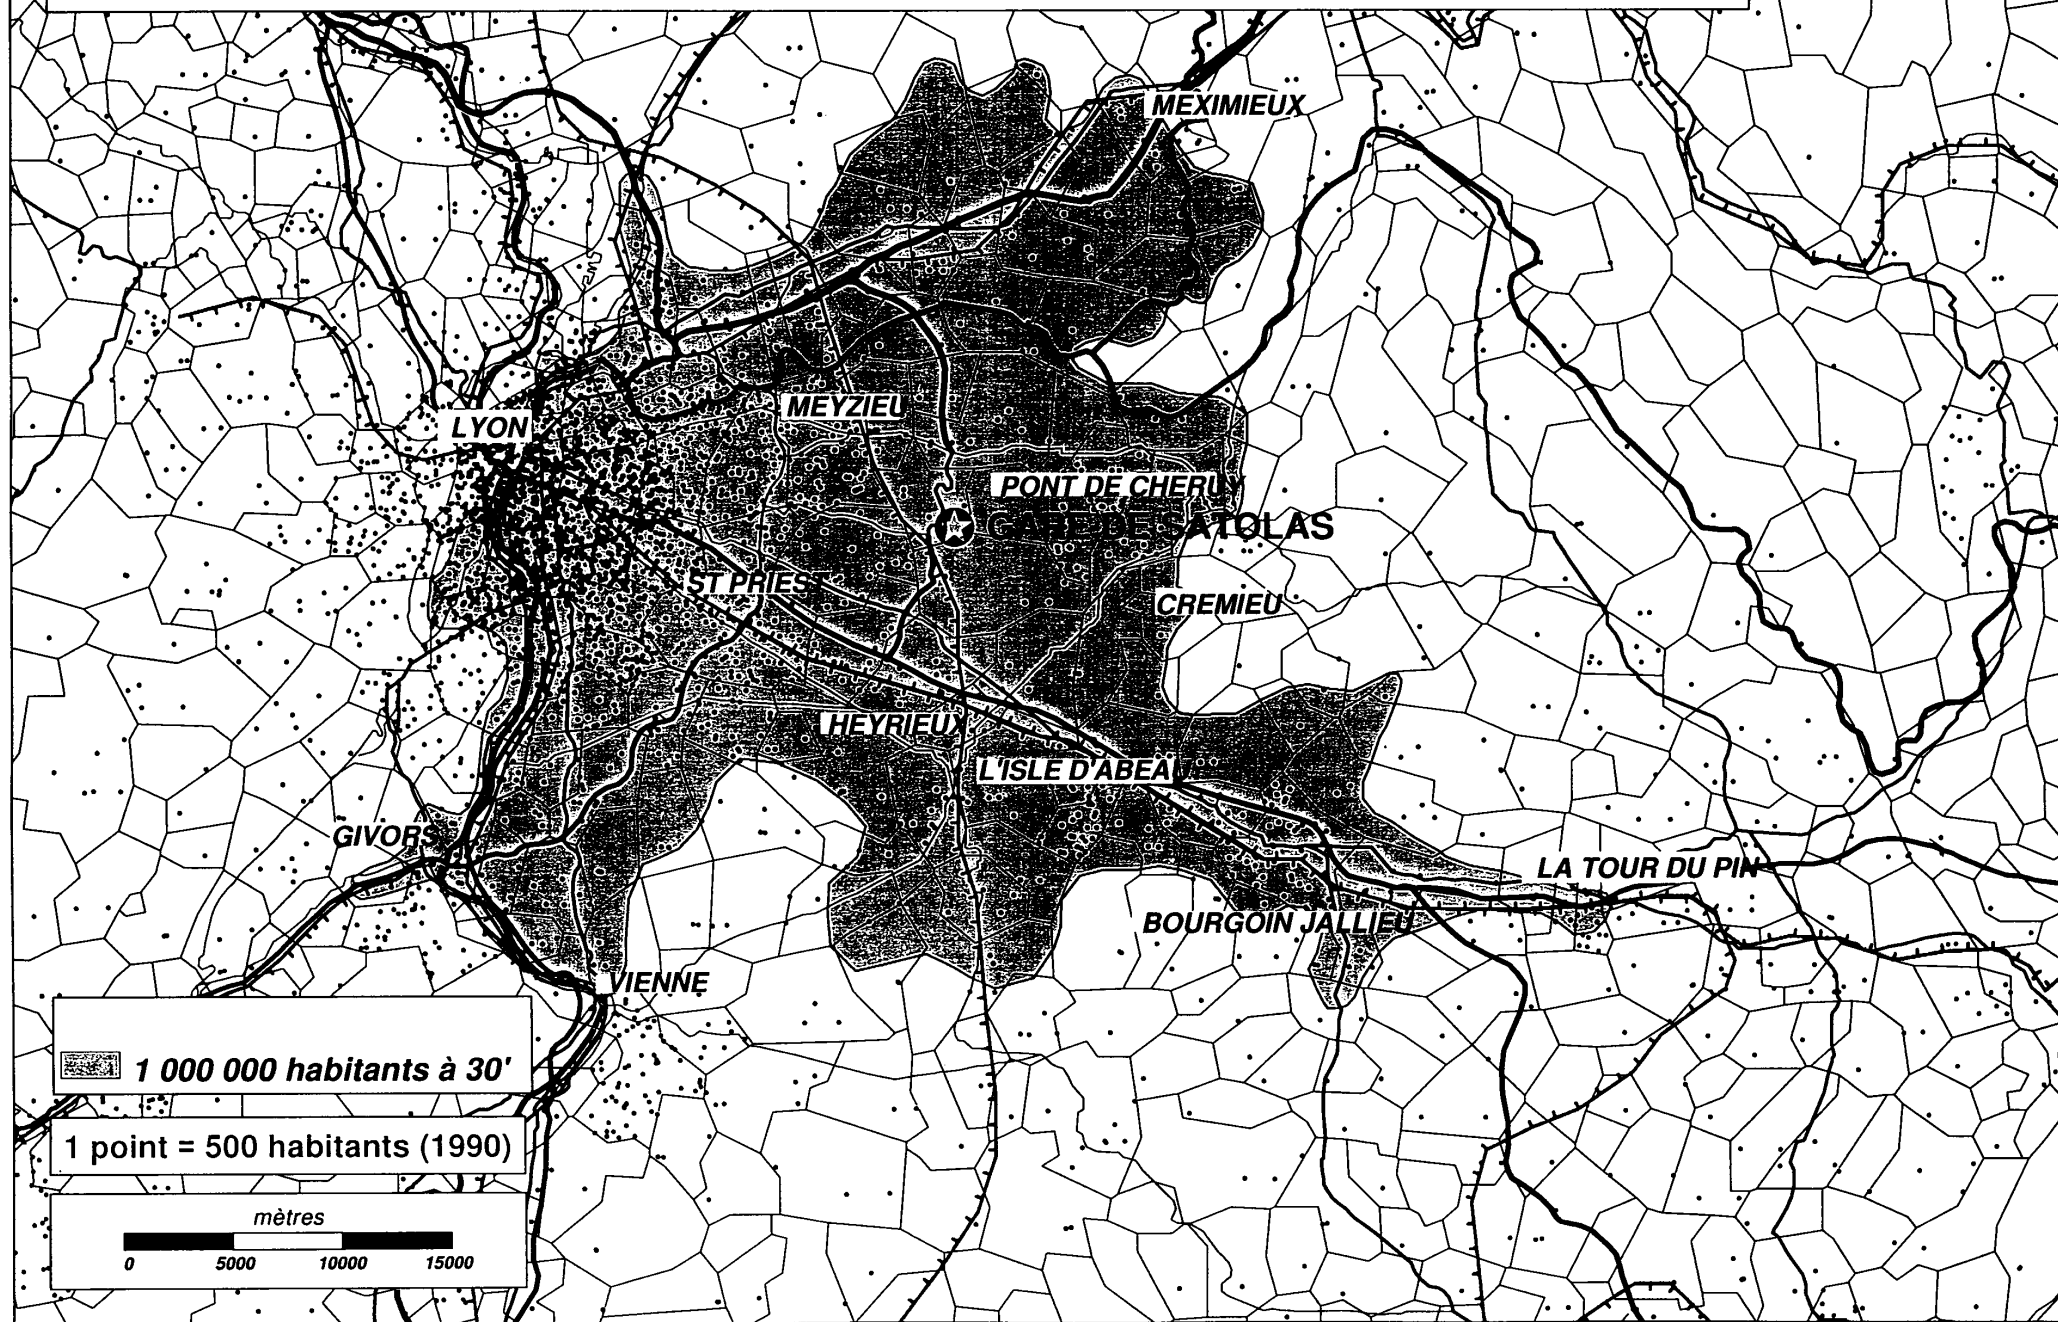 MEXIMIEUX
MEYZIEU
LYON
PONT DE CHERUY
GARE DE SATOLAS
ST PRIEST
CREMIEU
HEYRIEUX
L'ISLE D'ABEAU
GIVORS
LA TOUR DU PIN
BOURGOIN JALLIEU
VIENNE
1 000 000 habitants à 30'
1 point = 500 habitants (1990)
mètres
0 5000 10000 15000